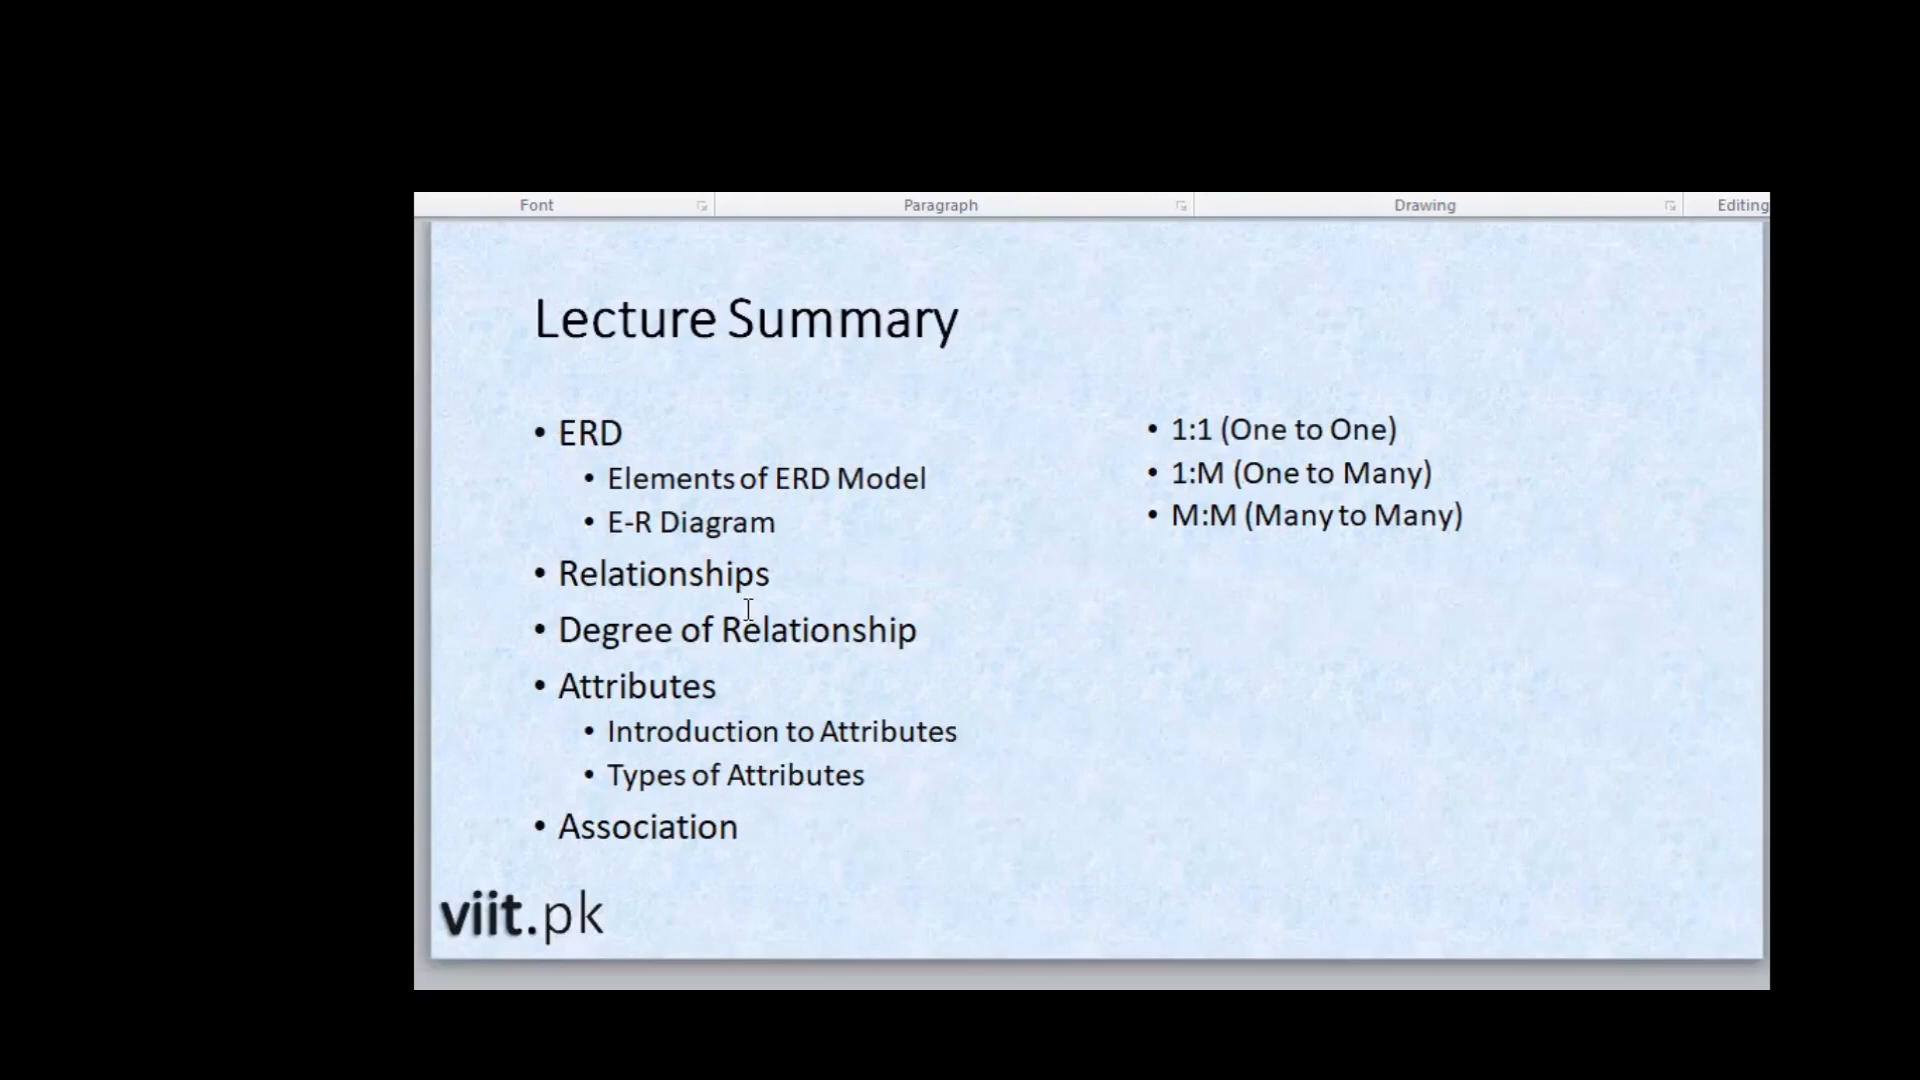 Font Paragraph Drawing Editing
Lecture Summary
• ERD
• Elements of ERD Model
• E-R Diagram
• Relationships
• Degree of Relationship
• Attributes
• Introduction to Attributes
• Types of Attributes
• Association
• 1:1 (One to One)
• 1:M (One to Many)
• M:M (Many to Many)
viit.pk